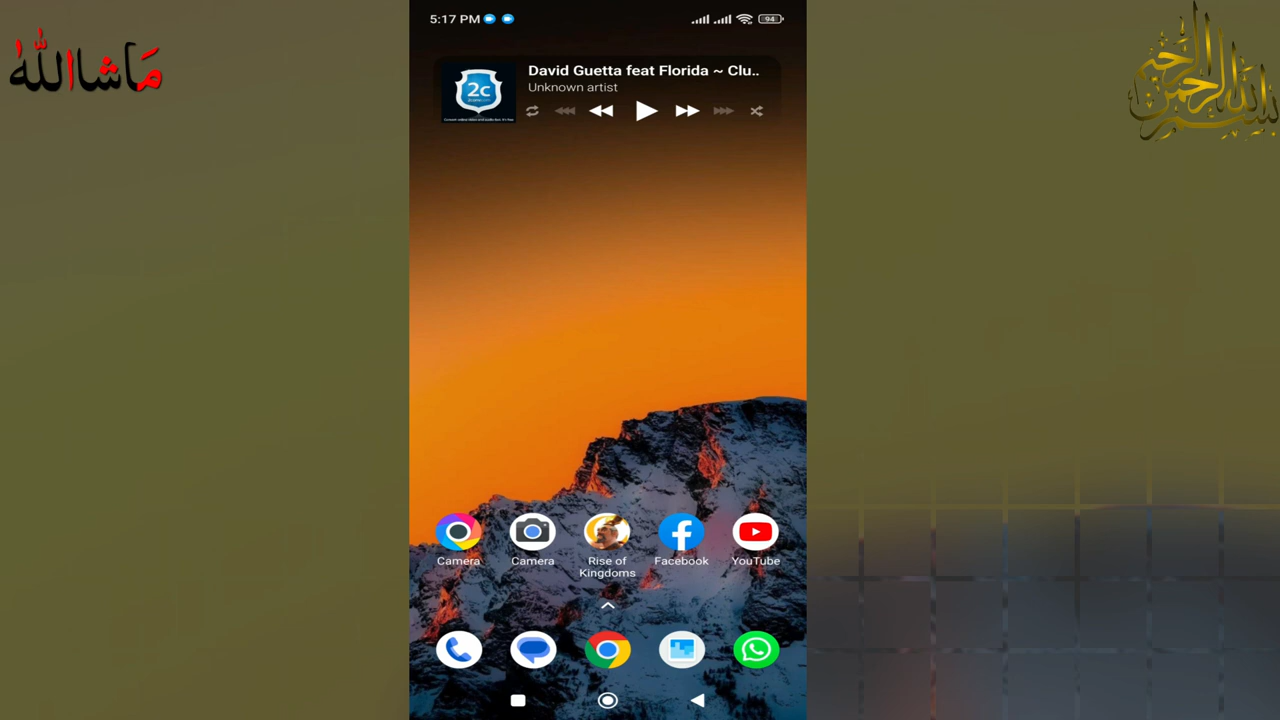 مَاشَاللّٰهُ
بسم الله الرحمن الرحيم
5:17 PM
94
David Guetta feat Florida ~ Clu..
Unknown artist
2c
Camera
Camera
Rise of
Kingdoms
Facebook
YouTube